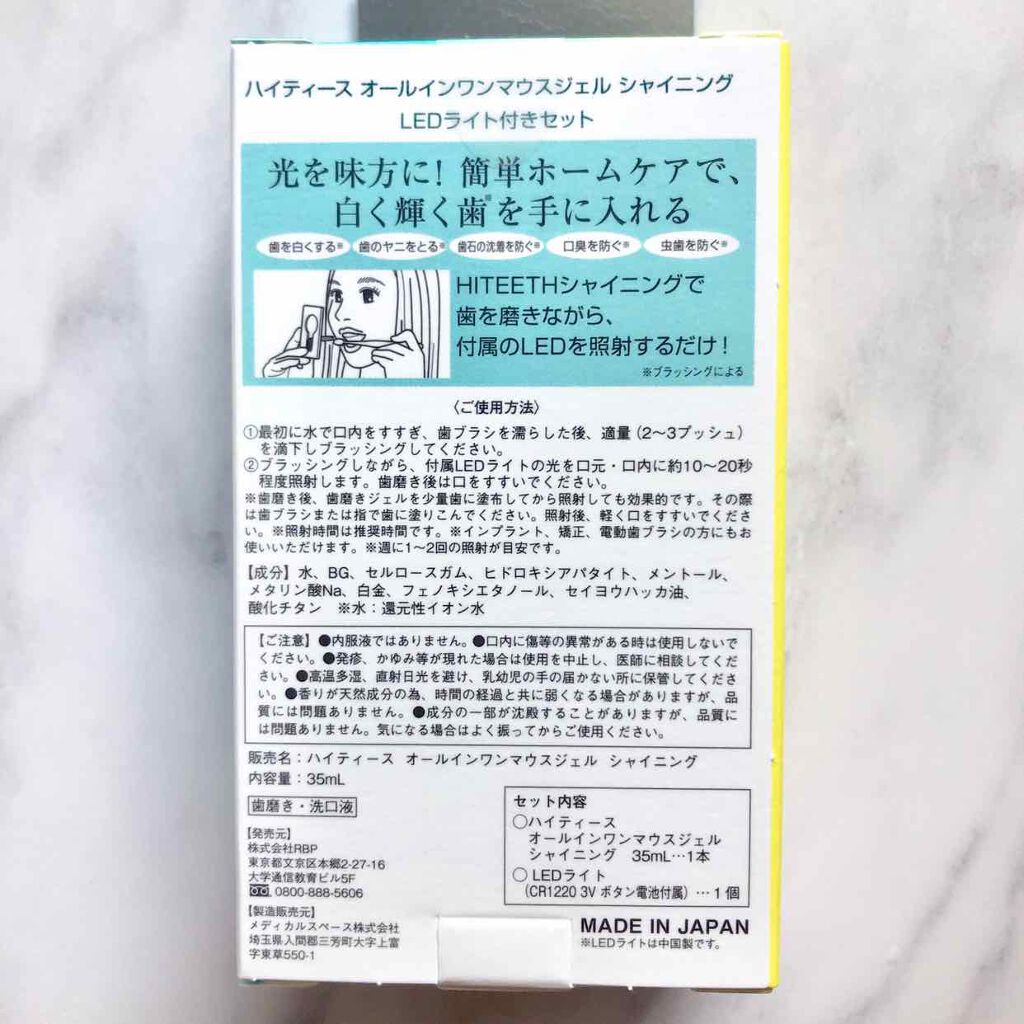 ハイティース オールインワンマウスジェル シャイニング
LEDライト付きセット
光を味方に! 簡単ホームケアで、
白く輝く歯※を手に入れる
歯を白くする※ 歯のヤニをとる※ 歯石の沈着を防ぐ※ 口臭を防ぐ※ 虫歯を防ぐ※
HITEETHシャイニングで
歯を磨きながら、
付属のLEDを照射するだけ!
※ブラッシングによる
〈ご使用方法〉
①最初に水で口内をすすぎ、歯ブラシを濡らした後、適量（2〜3プッシュ）
を滴下しブラッシングしてください。
②ブラッシングしながら、付属LEDライトの光を口元・口内に約10〜20秒
程度照射します。歯磨き後は口をすすいでください。
※歯磨き後、歯磨きジェルを少量歯に塗布してから照射しても効果的です。その際
は歯ブラシまたは指で歯に塗りこんでください。照射後、軽く口をすすいでくださ
い。※照射時間は推奨時間です。※インプラント、矯正、電動歯ブラシの方にもお
使いいただけます。※週に1〜2回の照射が目安です。
【成分】水、BG、セルロースガム、ヒドロキシアパタイト、メントール、
メタリン酸Na、白金、フェノキシエタノール、セイヨウハッカ油、
酸化チタン ※水：還元性イオン水
【ご注意】●内服液ではありません。●口内に傷等の異常がある時は使用しないで
ください。●発疹、かゆみ等が現れた場合は使用を中止し、医師に相談してくだ
さい。●高温多湿、直射日光を避け、乳幼児の手の届かない所に保管してくださ
い。●香りが天然成分の為、時間の経過と共に弱くなる場合がありますが、品
質には問題ありません。●成分の一部が沈殿することがありますが、品質に
は問題ありません。気になる場合はよく振ってからご使用ください。
販売名：ハイティース オールインワンマウスジェル シャイニング
内容量：35mL
歯磨き・洗口液
【発売元】
株式会社RBP
東京都文京区本郷2-27-16
大学通信教育ビル5F
0800-888-5606
【製造販売元】
メディカルスペース株式会社
埼玉県入間郡三芳町大字上富
字東草550-1
セット内容
○ハイティース
オールインワンマウスジェル
シャイニング 35mL…1本
○LEDライト
（CR1220 3V ボタン電池付属）…1個
MADE IN JAPAN
※LEDライトは中国製です。